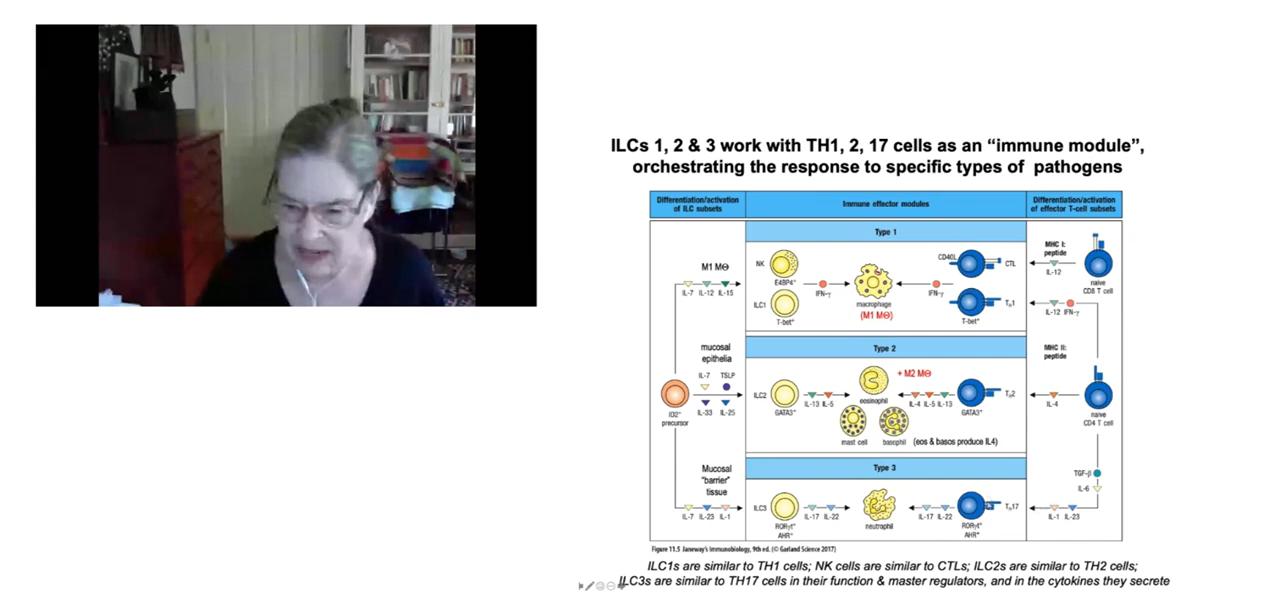 ILCs 1, 2 & 3 work with TH1, 2, 17 cells as an “immune module”,
orchestrating the response to specific types of pathogens
Differentiation/activation
of ILC subsets
Immune effector modules
Differentiation/activation
of effector T-cell subsets
Type 1
M1 MΘ
IL-7 IL-12 IL-15
NK
E4BP4⁺
ILC1
T-bet⁺
IFN-γ
macrophage
(M1 MΘ)
IFN-γ
CD40L
CTL
TH1
T-bet⁺
MHC I:
peptide
IL-12
naive
CD8 T cell
IL-12 IFN-γ
Type 2
mucosal
epithelia
IL-7 TSLP
IL-33 IL-25
ID2⁺
precursor
ILC2
GATA3⁺
IL-13 IL-5
+ M2 MΘ
eosinophil
mast cell
basophil
(eos & basos produce IL4)
IL-4 IL-5 IL-13
GATA3⁺
TH2
MHC II:
peptide
IL-4
naive
CD4 T cell
Type 3
Mucosal
“barrier”
tissue
IL-7 IL-23 IL-1
ILC3
RORγt⁺
AHR⁺
IL-17 IL-22
neutrophil
IL-17 IL-22
RORγt⁺
AHR⁺
TH17
TGF-β
IL-6
IL-1 IL-23
Figure 11.5 Janeway's Immunobiology, 9th ed. (© Garland Science 2017)
ILC1s are similar to TH1 cells; NK cells are similar to CTLs; ILC2s are similar to TH2 cells;
ILC3s are similar to TH17 cells in their function & master regulators, and in the cytokines they secrete